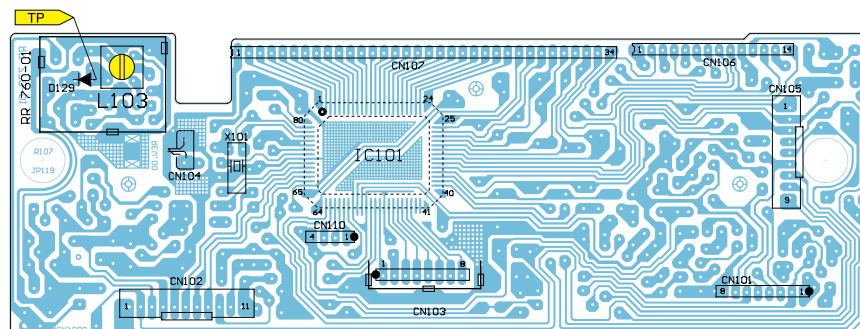 TP
RR 760-01
D129
L103
1
34
CN107
1
14
CN106
CN105
1
9
X101
80
1
24
25
IC101
65
64
40
41
R107
JP119
REV.00
CN104
CN110
4
1
1
8
CN103
CN102
1
11
CN101
8
1